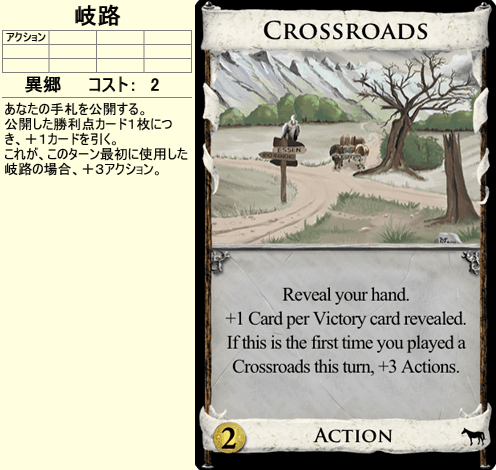 岐路
アクション
異郷 コスト： 2
あなたの手札を公開する。
公開した勝利点カード１枚につ
き、＋１カードを引く。
これが、このターン最初に使用した
岐路の場合、＋３アクション。
CROSSROADS
ESSEN
Reveal your hand.
+1 Card per Victory card revealed.
If this is the first time you played a
Crossroads this turn, +3 Actions.
2
ACTION